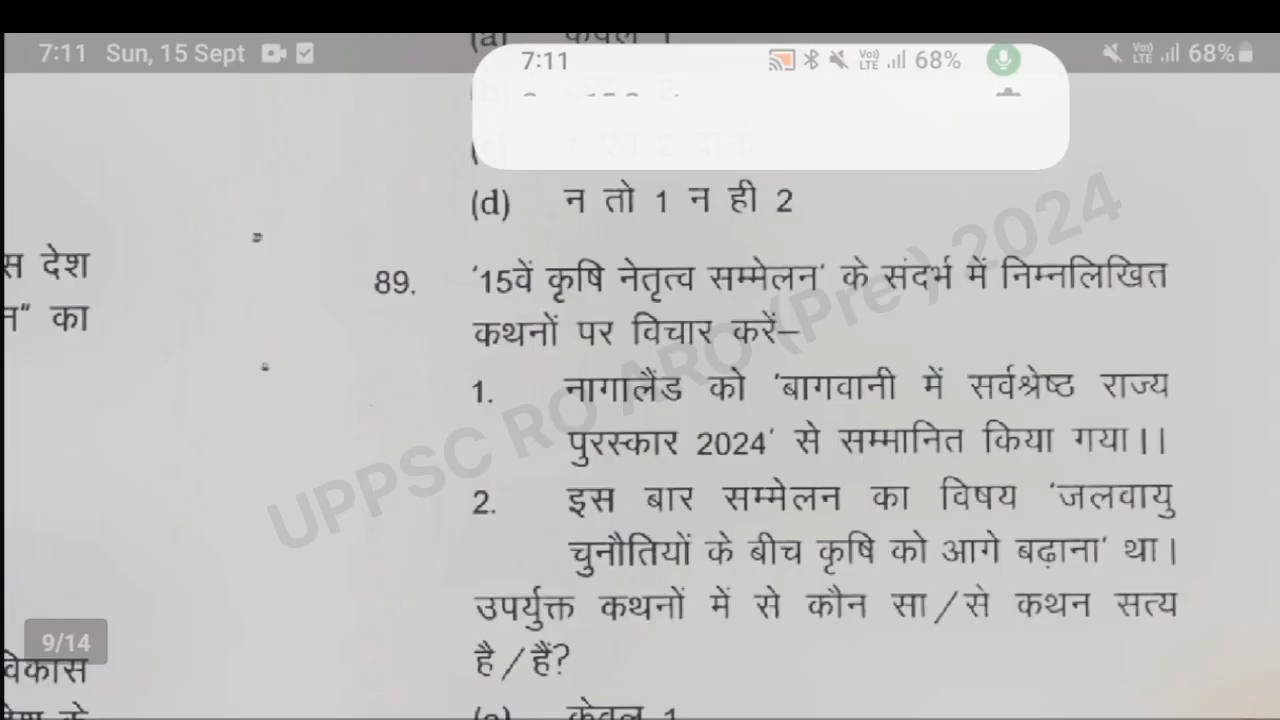 7:11 Sun, 15 Sept
7:11
68%
68%
(d) न तो 1 न ही 2
स देश
न“ का
89. '15वें कृषि नेतृत्व सम्मेलन' के संदर्भ में निम्नलिखित
कथनों पर विचार करें–
1. नागालैंड को 'बागवानी में सर्वश्रेष्ठ राज्य
पुरस्कार 2024' से सम्मानित किया गया।।
2. इस बार सम्मेलन का विषय 'जलवायु
चुनौतियों के बीच कृषि को आगे बढ़ाना' था।
उपर्युक्त कथनों में से कौन सा/से कथन सत्य
है/हैं?
9/14
विकास
केवल 1
UPPSC RO ARO (Pre) 2024